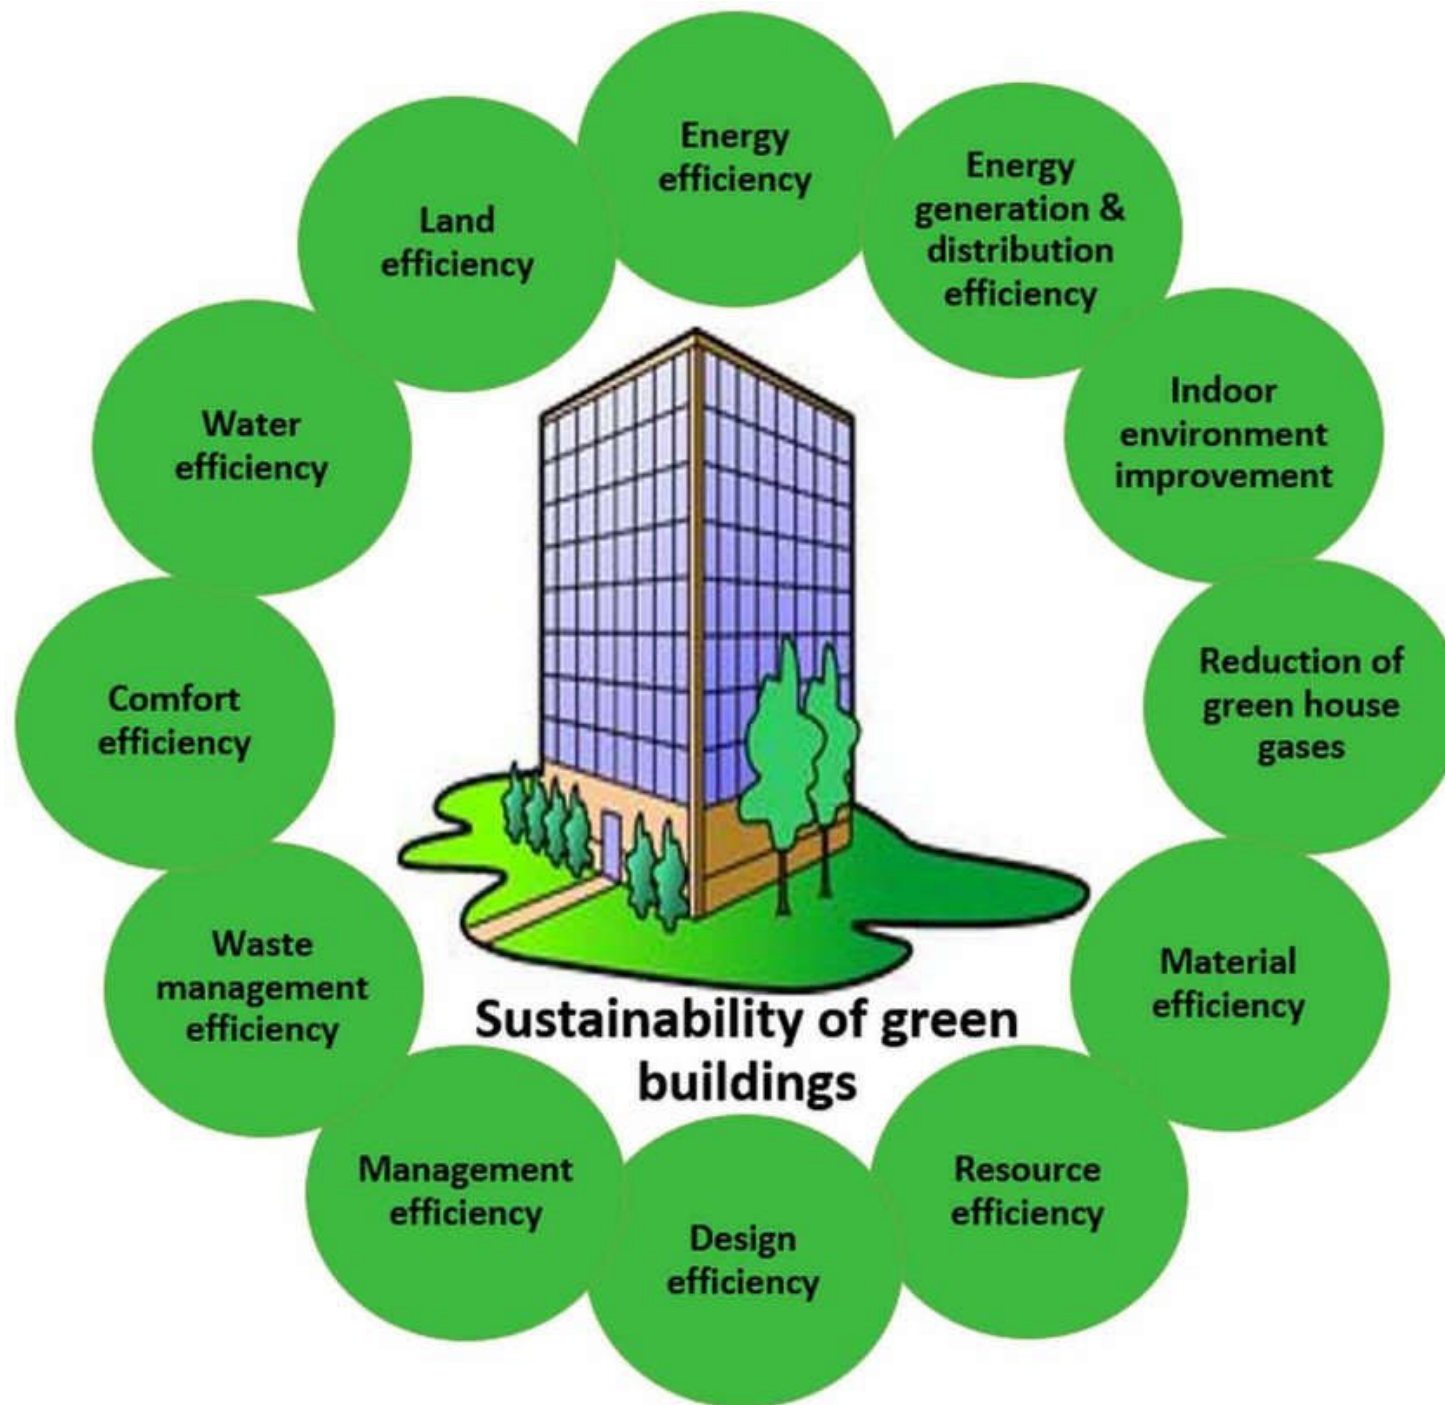 Energy
efficiency
Energy
generation &
distribution
efficiency
Indoor
environment
improvement
Reduction of
green house
gases
Material
efficiency
Resource
efficiency
Design
efficiency
Management
efficiency
Waste
management
efficiency
Comfort
efficiency
Water
efficiency
Land
efficiency
Sustainability of green
buildings